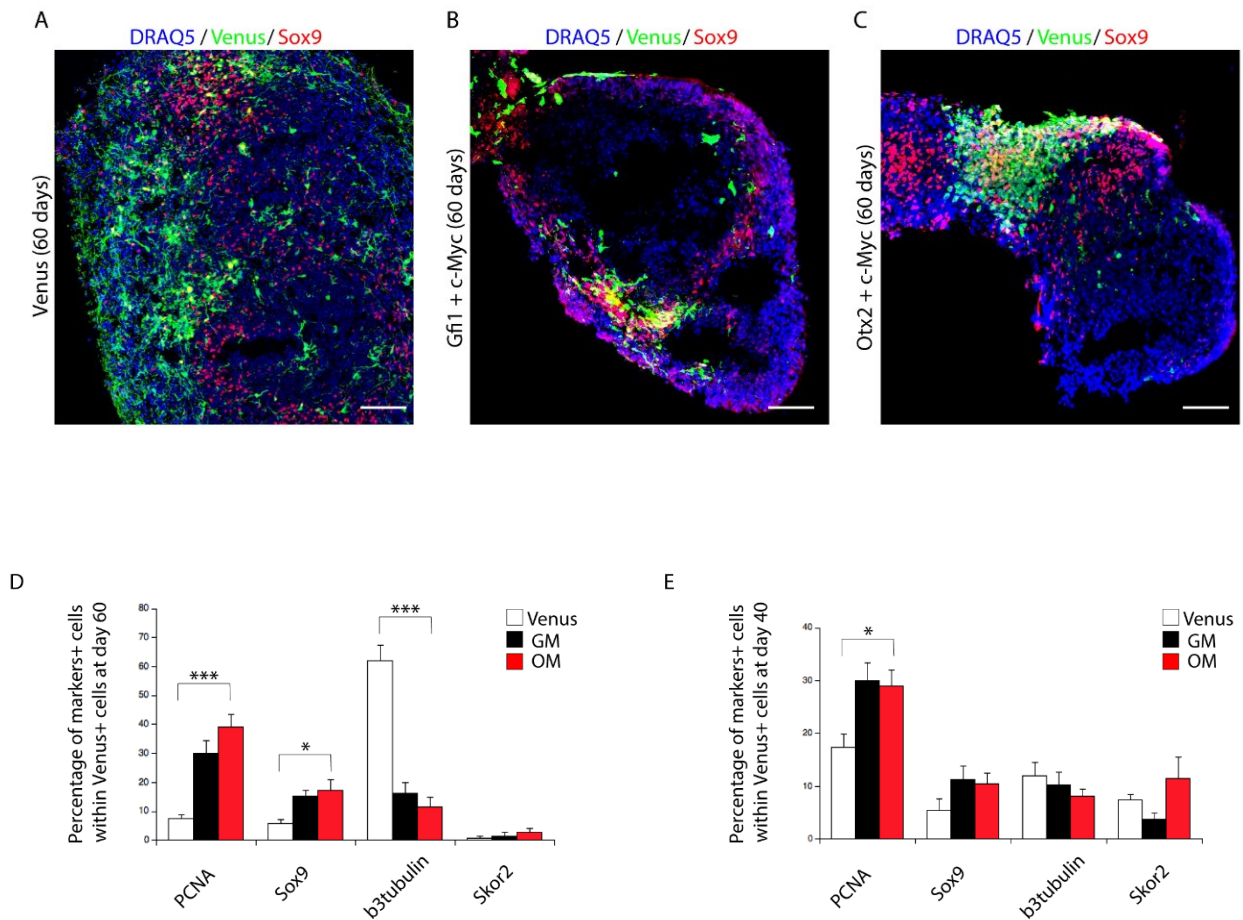 A
DRAQ5 / Venus/ Sox9
Venus (60 days)
B
DRAQ5 /Venus/ Sox9
Gfi1 + c-Myc (60 days)
C
DRAQ5 / Venus/ Sox9
Otx2 + c-Myc (60 days)
D
Percentage of markers+ cells
within Venus+ cells at day 60
80
70
60
50
40
30
20
10
0
***
*
***
Venus
GM
OM
PCNA
Sox9
b3tubulin
Skor2
E
Percentage of markers+ cells
within Venus+ cells at day 40
40
30
20
10
0
*
Venus
GM
OM
PCNA
Sox9
b3tubulin
Skor2